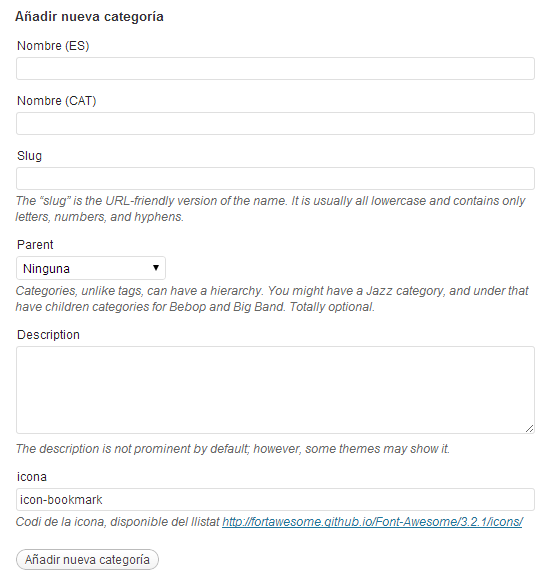 Añadir nueva categoría
Nombre (ES)
Nombre (CAT)
Slug
The “slug” is the URL-friendly version of the name. It is usually all lowercase and contains only
letters, numbers, and hyphens.
Parent
Ninguna
Categories, unlike tags, can have a hierarchy. You might have a Jazz category, and under that
have children categories for Bebop and Big Band. Totally optional.
Description
The description is not prominent by default; however, some themes may show it.
icona
icon-bookmark
Codi de la icona, disponible del llistat http://fortawesome.github.io/Font-Awesome/3.2.1/icons/
Añadir nueva categoría